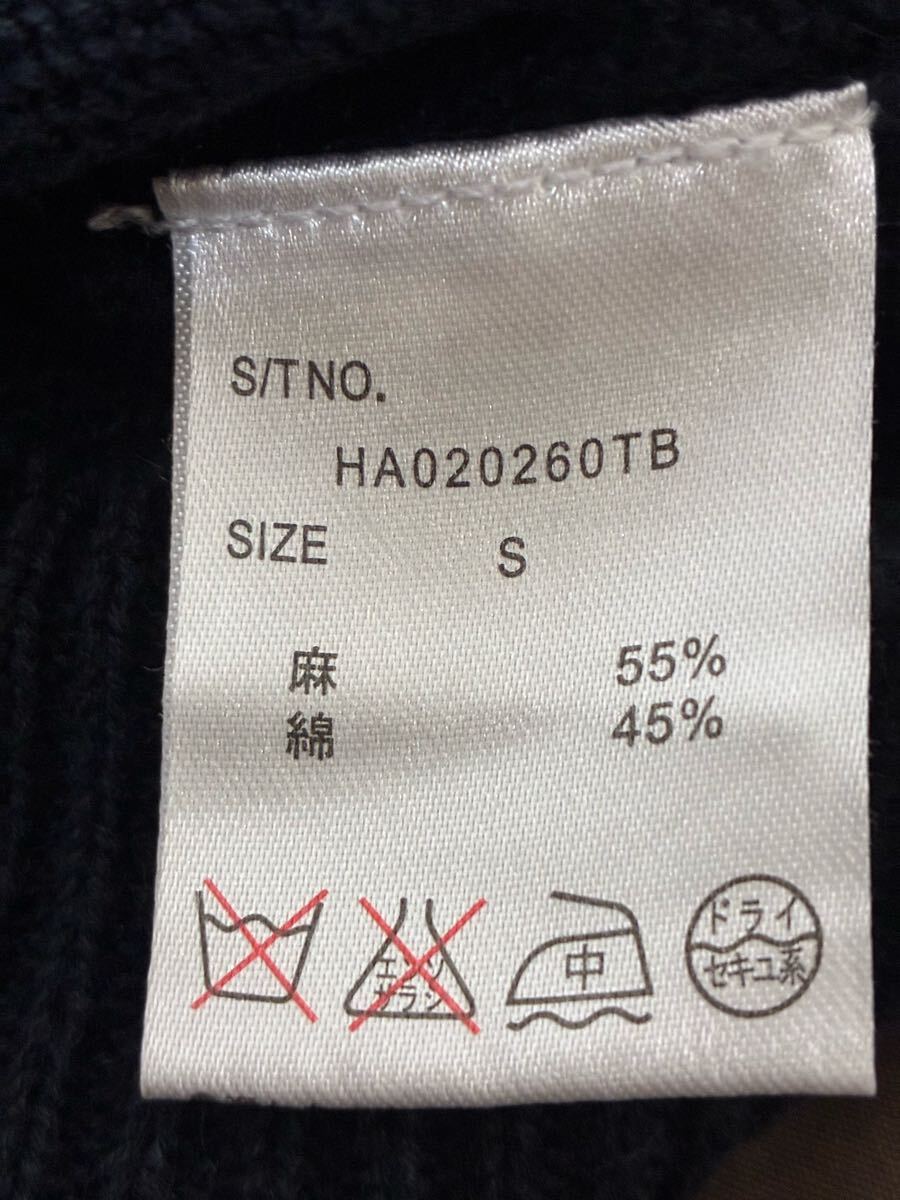 S/TNO.
HA020260TB
SIZE S
麻 55%
綿 45%
エンソ
サラシ
中
ドライ
セキユ系